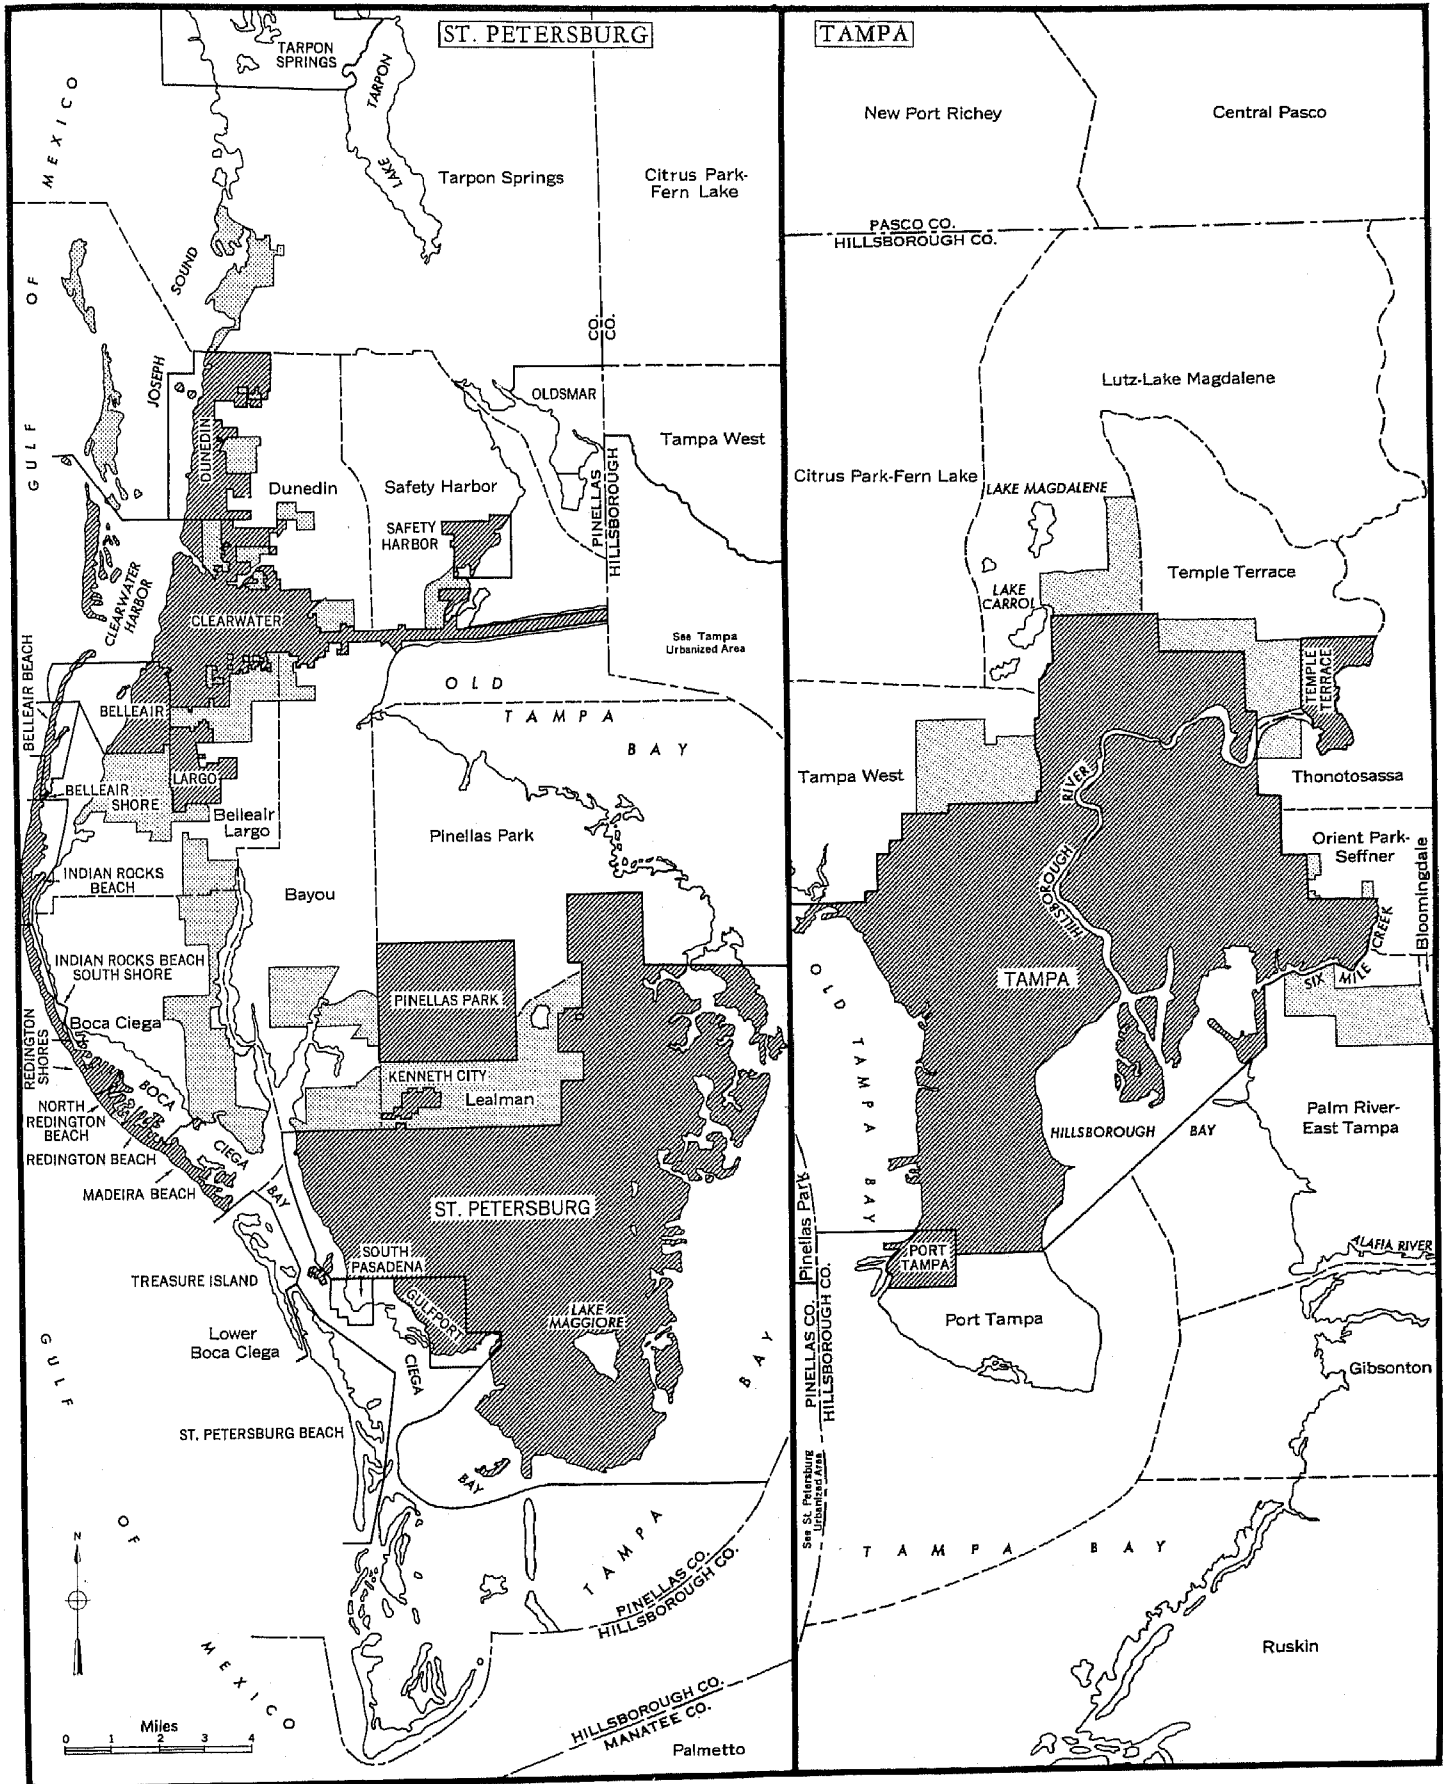 ST. PETERSBURG
TARPON
SPRINGS
TARPON
LAKE
Tarpon Springs
Citrus Park-
Fern Lake
GULF OF MEXICO
SOUND
JOSEPH
CO.
CO.
OLDSMAR
Tampa West
PINELLAS
HILLSBOROUGH
DUNEDIN
Dunedin
Safety Harbor
SAFETY
HARBOR
CLEARWATER
HARBOR
CLEARWATER
See Tampa
Urbanized Area
BELLEAIR BEACH
BELLEAIR
OLD
TAMPA
BAY
LARGO
BELLEAIR
SHORE
Belleair
Largo
Pinellas Park
INDIAN ROCKS
BEACH
Bayou
INDIAN ROCKS BEACH
SOUTH SHORE
PINELLAS PARK
Boca Ciega
REDINGTON
SHORES
BOCA
CIEGA
BAY
KENNETH CITY
Lealman
NORTH
REDINGTON
BEACH
REDINGTON BEACH
MADEIRA BEACH
ST. PETERSBURG
SOUTH
PASADENA
TREASURE ISLAND
GULFPORT
LAKE
MAGGIORE
Lower
Boca Ciega
CIEGA
BAY
ST. PETERSBURG BEACH
GULF
OF
MEXICO
TAMPA
BAY
PINELLAS CO.
HILLSBOROUGH CO.
HILLSBOROUGH CO.
MANATEE CO.
Palmetto
N
Miles
0 1 2 3 4
TAMPA
New Port Richey
Central Pasco
PASCO CO.
HILLSBOROUGH CO.
Lutz-Lake Magdalene
Citrus Park-Fern Lake
LAKE MAGDALENE
LAKE
CARROL
Temple Terrace
TEMPLE
TERRACE
Tampa West
Thonotosassa
HILLSBOROUGH RIVER
Orient Park-
Seffner
Bloomingdale
TAMPA
SIX MILE CREEK
OLD TAMPA BAY
HILLSBOROUGH BAY
Palm River-
East Tampa
Pinellas Park
PORT
TAMPA
ALAFIA RIVER
Port Tampa
PINELLAS CO.
HILLSBOROUGH CO.
Gibsonton
See St. Petersburg
Urbanized Area
TAMPA BAY
Ruskin